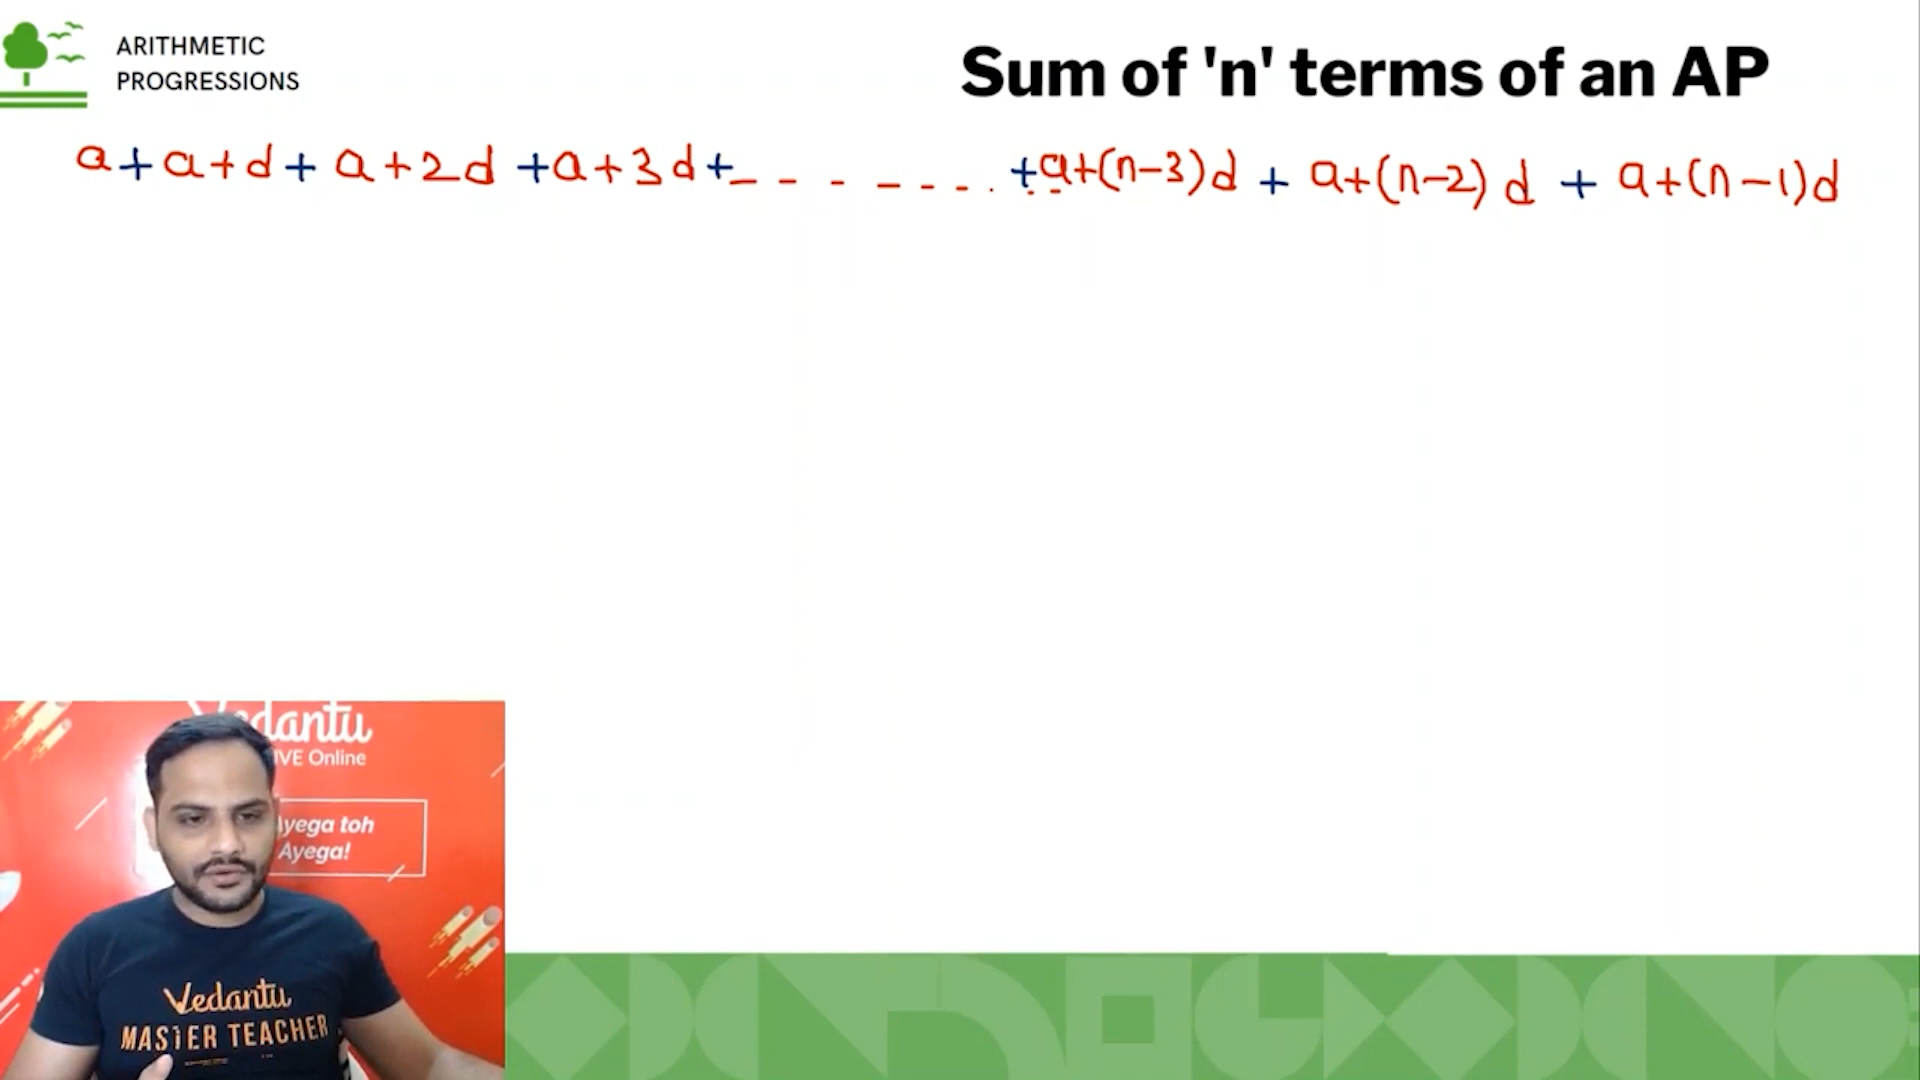 ARITHMETIC
PROGRESSIONS
Sum of 'n' terms of an AP
a + a + d + a + 2d + a + 3d + _ _ _ _ _ _ _ . + a+(n-3)d + a+(n-2)d + a+(n-1)d
Vedantu
LIVE Online
Ayega toh
Ayega!
Vedantu
MASTER TEACHER